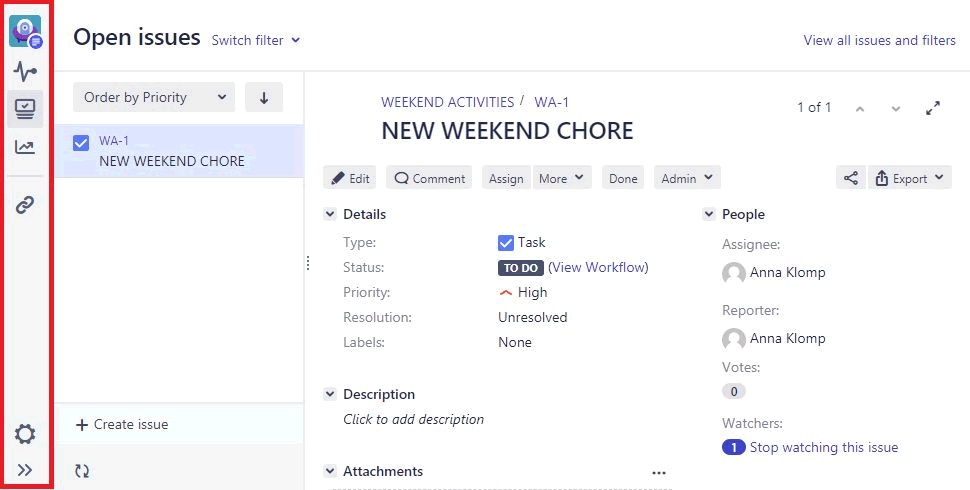 Open issues Switch filter
View all issues and filters
Order by Priority
WA-1
NEW WEEKEND CHORE
Create issue
WEEKEND ACTIVITIES / WA-1
1 of 1
NEW WEEKEND CHORE
Edit Comment Assign More Done Admin Export
Details
Type: Task
Status: TO DO (View Workflow)
Priority: High
Resolution: Unresolved
Labels: None
Description
Click to add description
Attachments
People
Assignee:
Anna Klomp
Reporter:
Anna Klomp
Votes:
0
Watchers:
1 Stop watching this issue